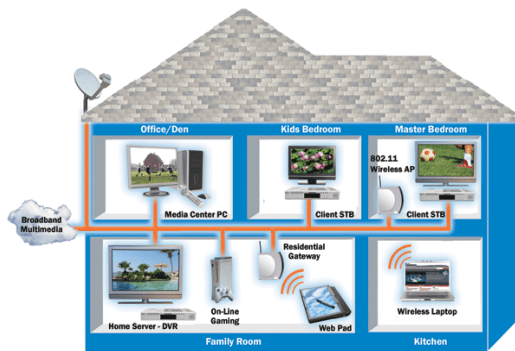 Office/Den
Kids Bedroom
Master Bedroom
802.11
Wireless AP
Media Center PC
Client STB
Client STB
Broadband
Multimedia
Residential
Gateway
Home Server - DVR
On-Line
Gaming
Web Pad
Wireless Laptop
Family Room
Kitchen